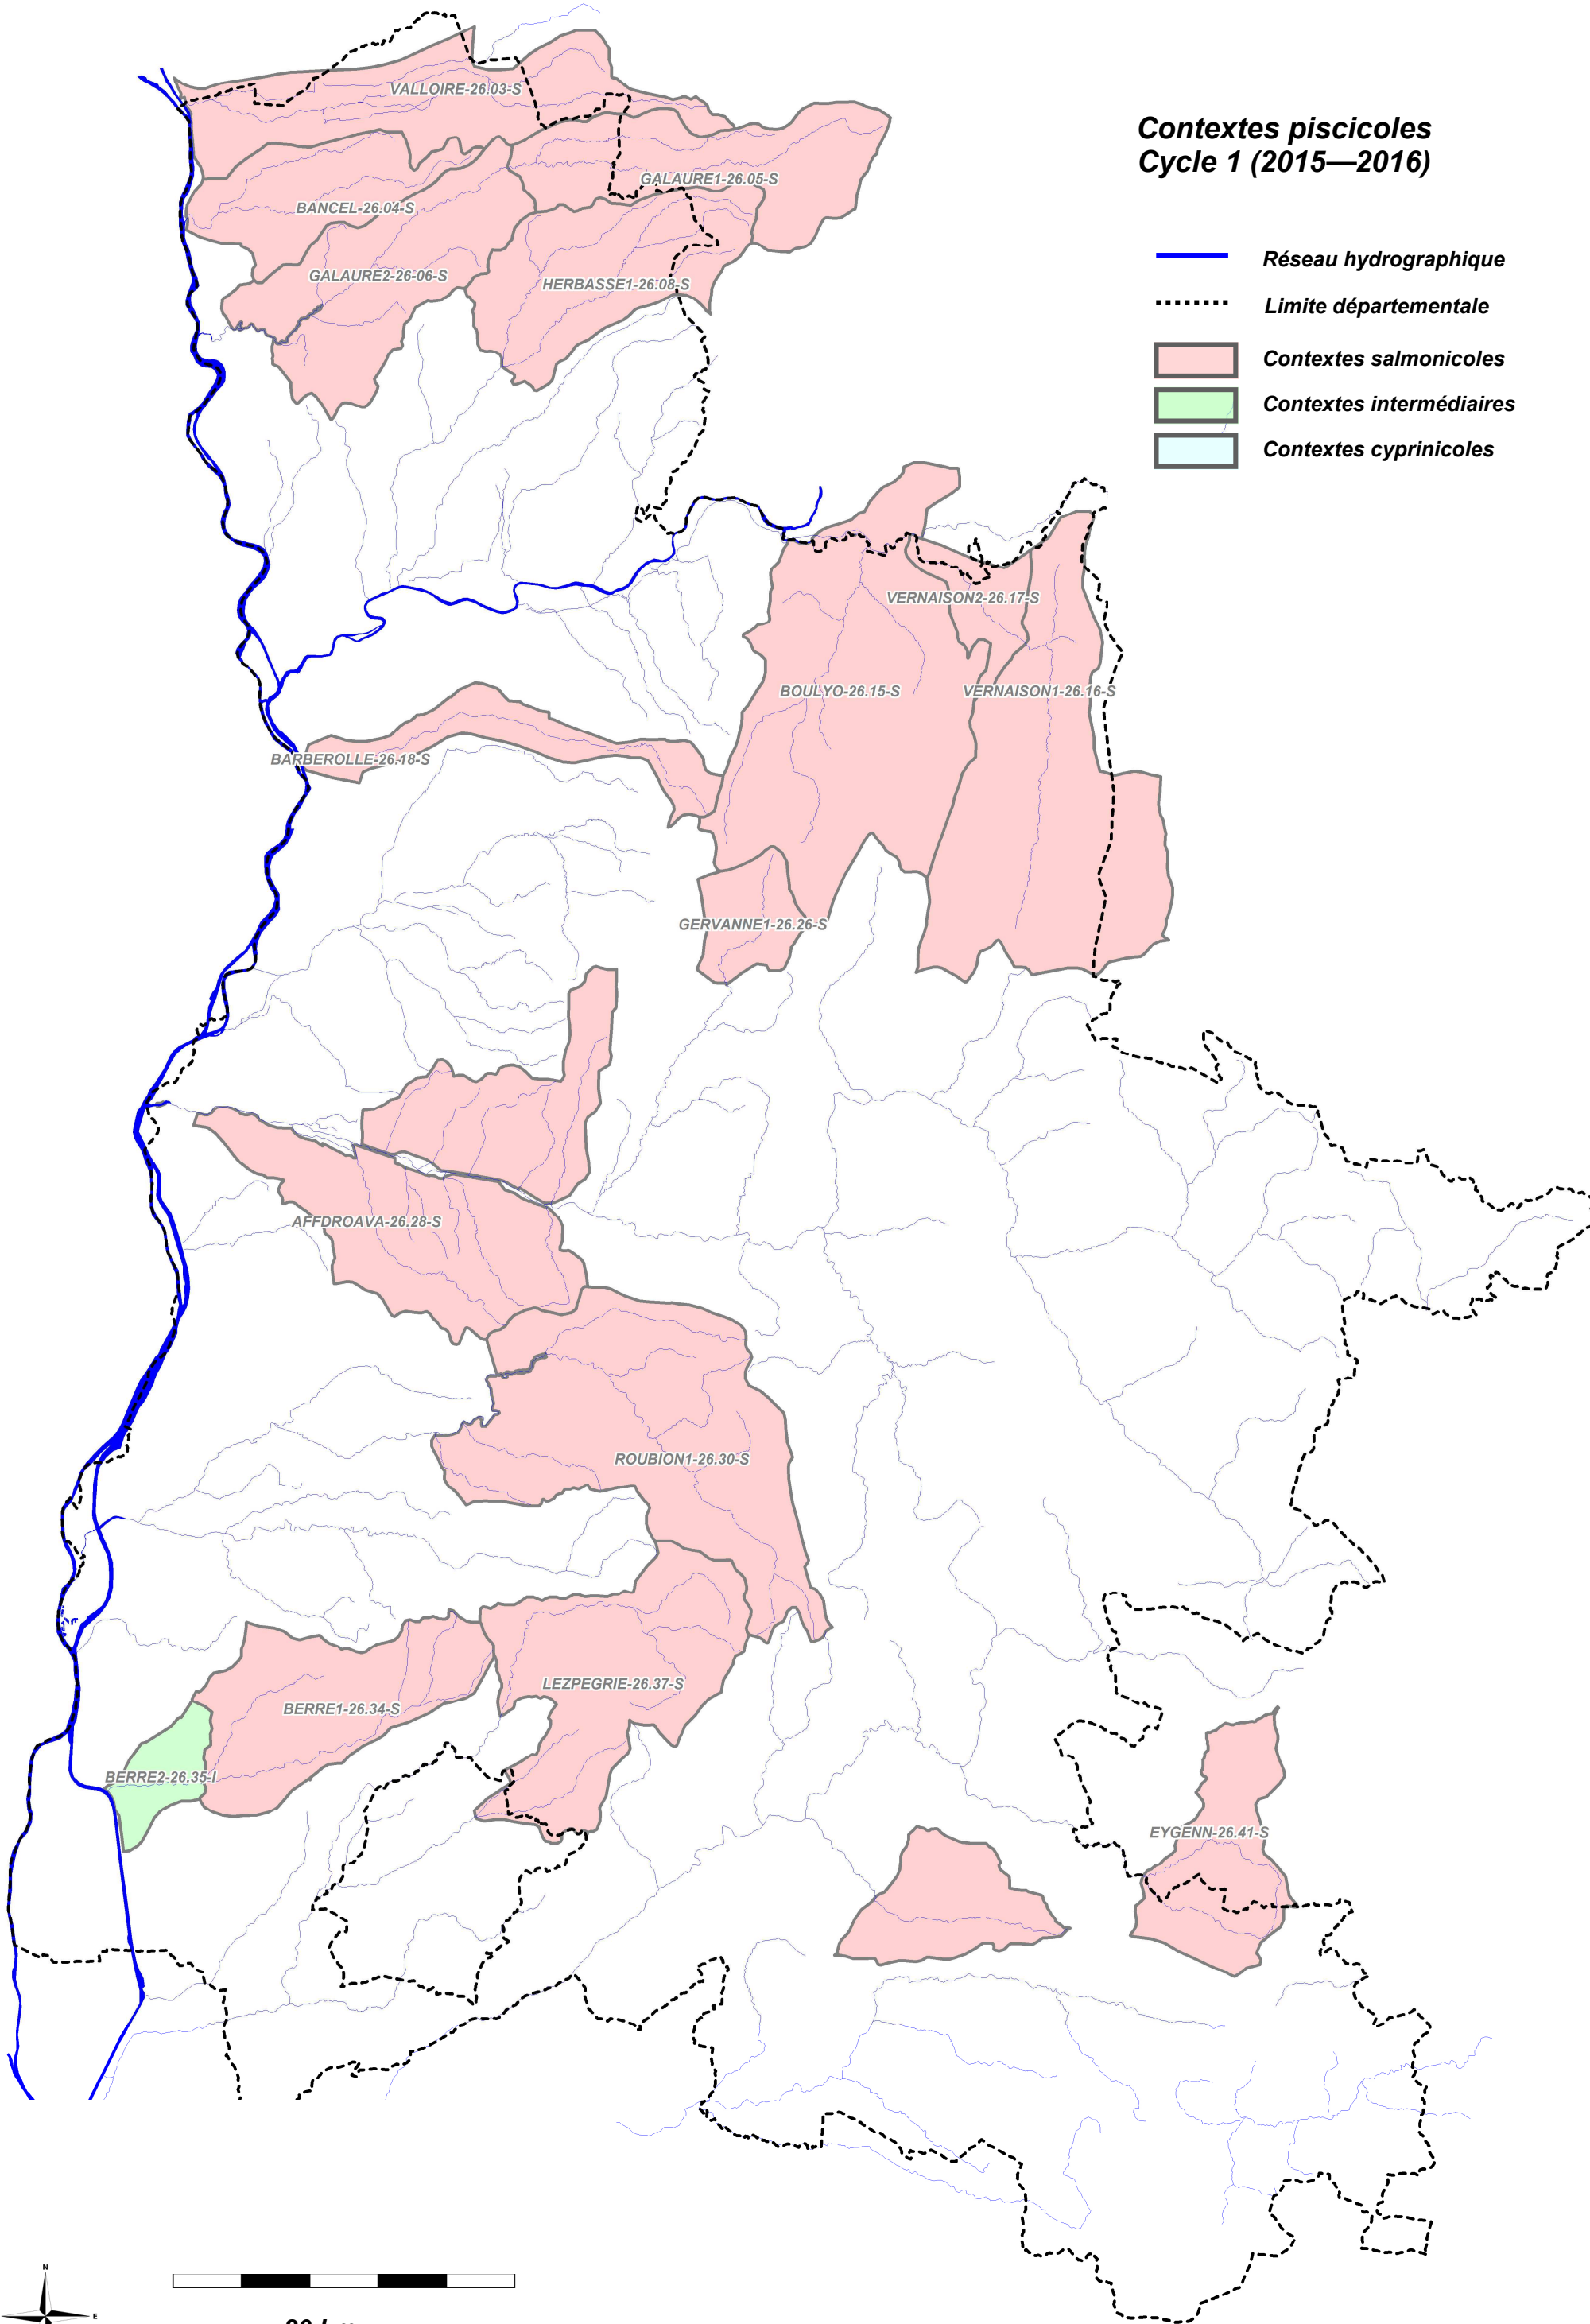 Contextes piscicoles
Cycle 1 (2015—2016)
Réseau hydrographique
Limite départementale
Contextes salmonicoles
Contextes intermédiaires
Contextes cyprinicoles
VALLOIRE-26.03-S
GALAURE1-26.05-S
BANCEL-26.04-S
GALAURE2-26-06-S
HERBASSE1-26.08-S
VERNAISON2-26.17-S
BOULYO-26.15-S
VERNAISON1-26.16-S
BARBEROLLE-26.18-S
GERVANNE1-26.26-S
AFFDROAVA-26.28-S
ROUBION1-26.30-S
LEZPEGRIE-26.37-S
BERRE1-26.34-S
BERRE2-26.35-I
EYGENN-26.41-S
N
E